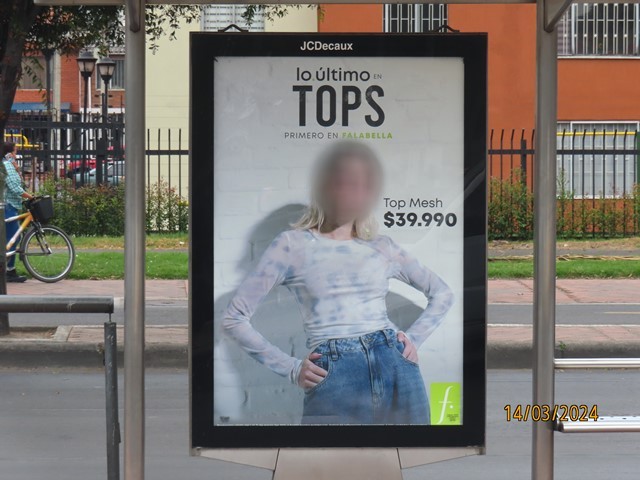 JCDecaux
lo último EN
TOPS
PRIMERO EN FALABELLA
Top Mesh
$39.990
f.
14/03/2024